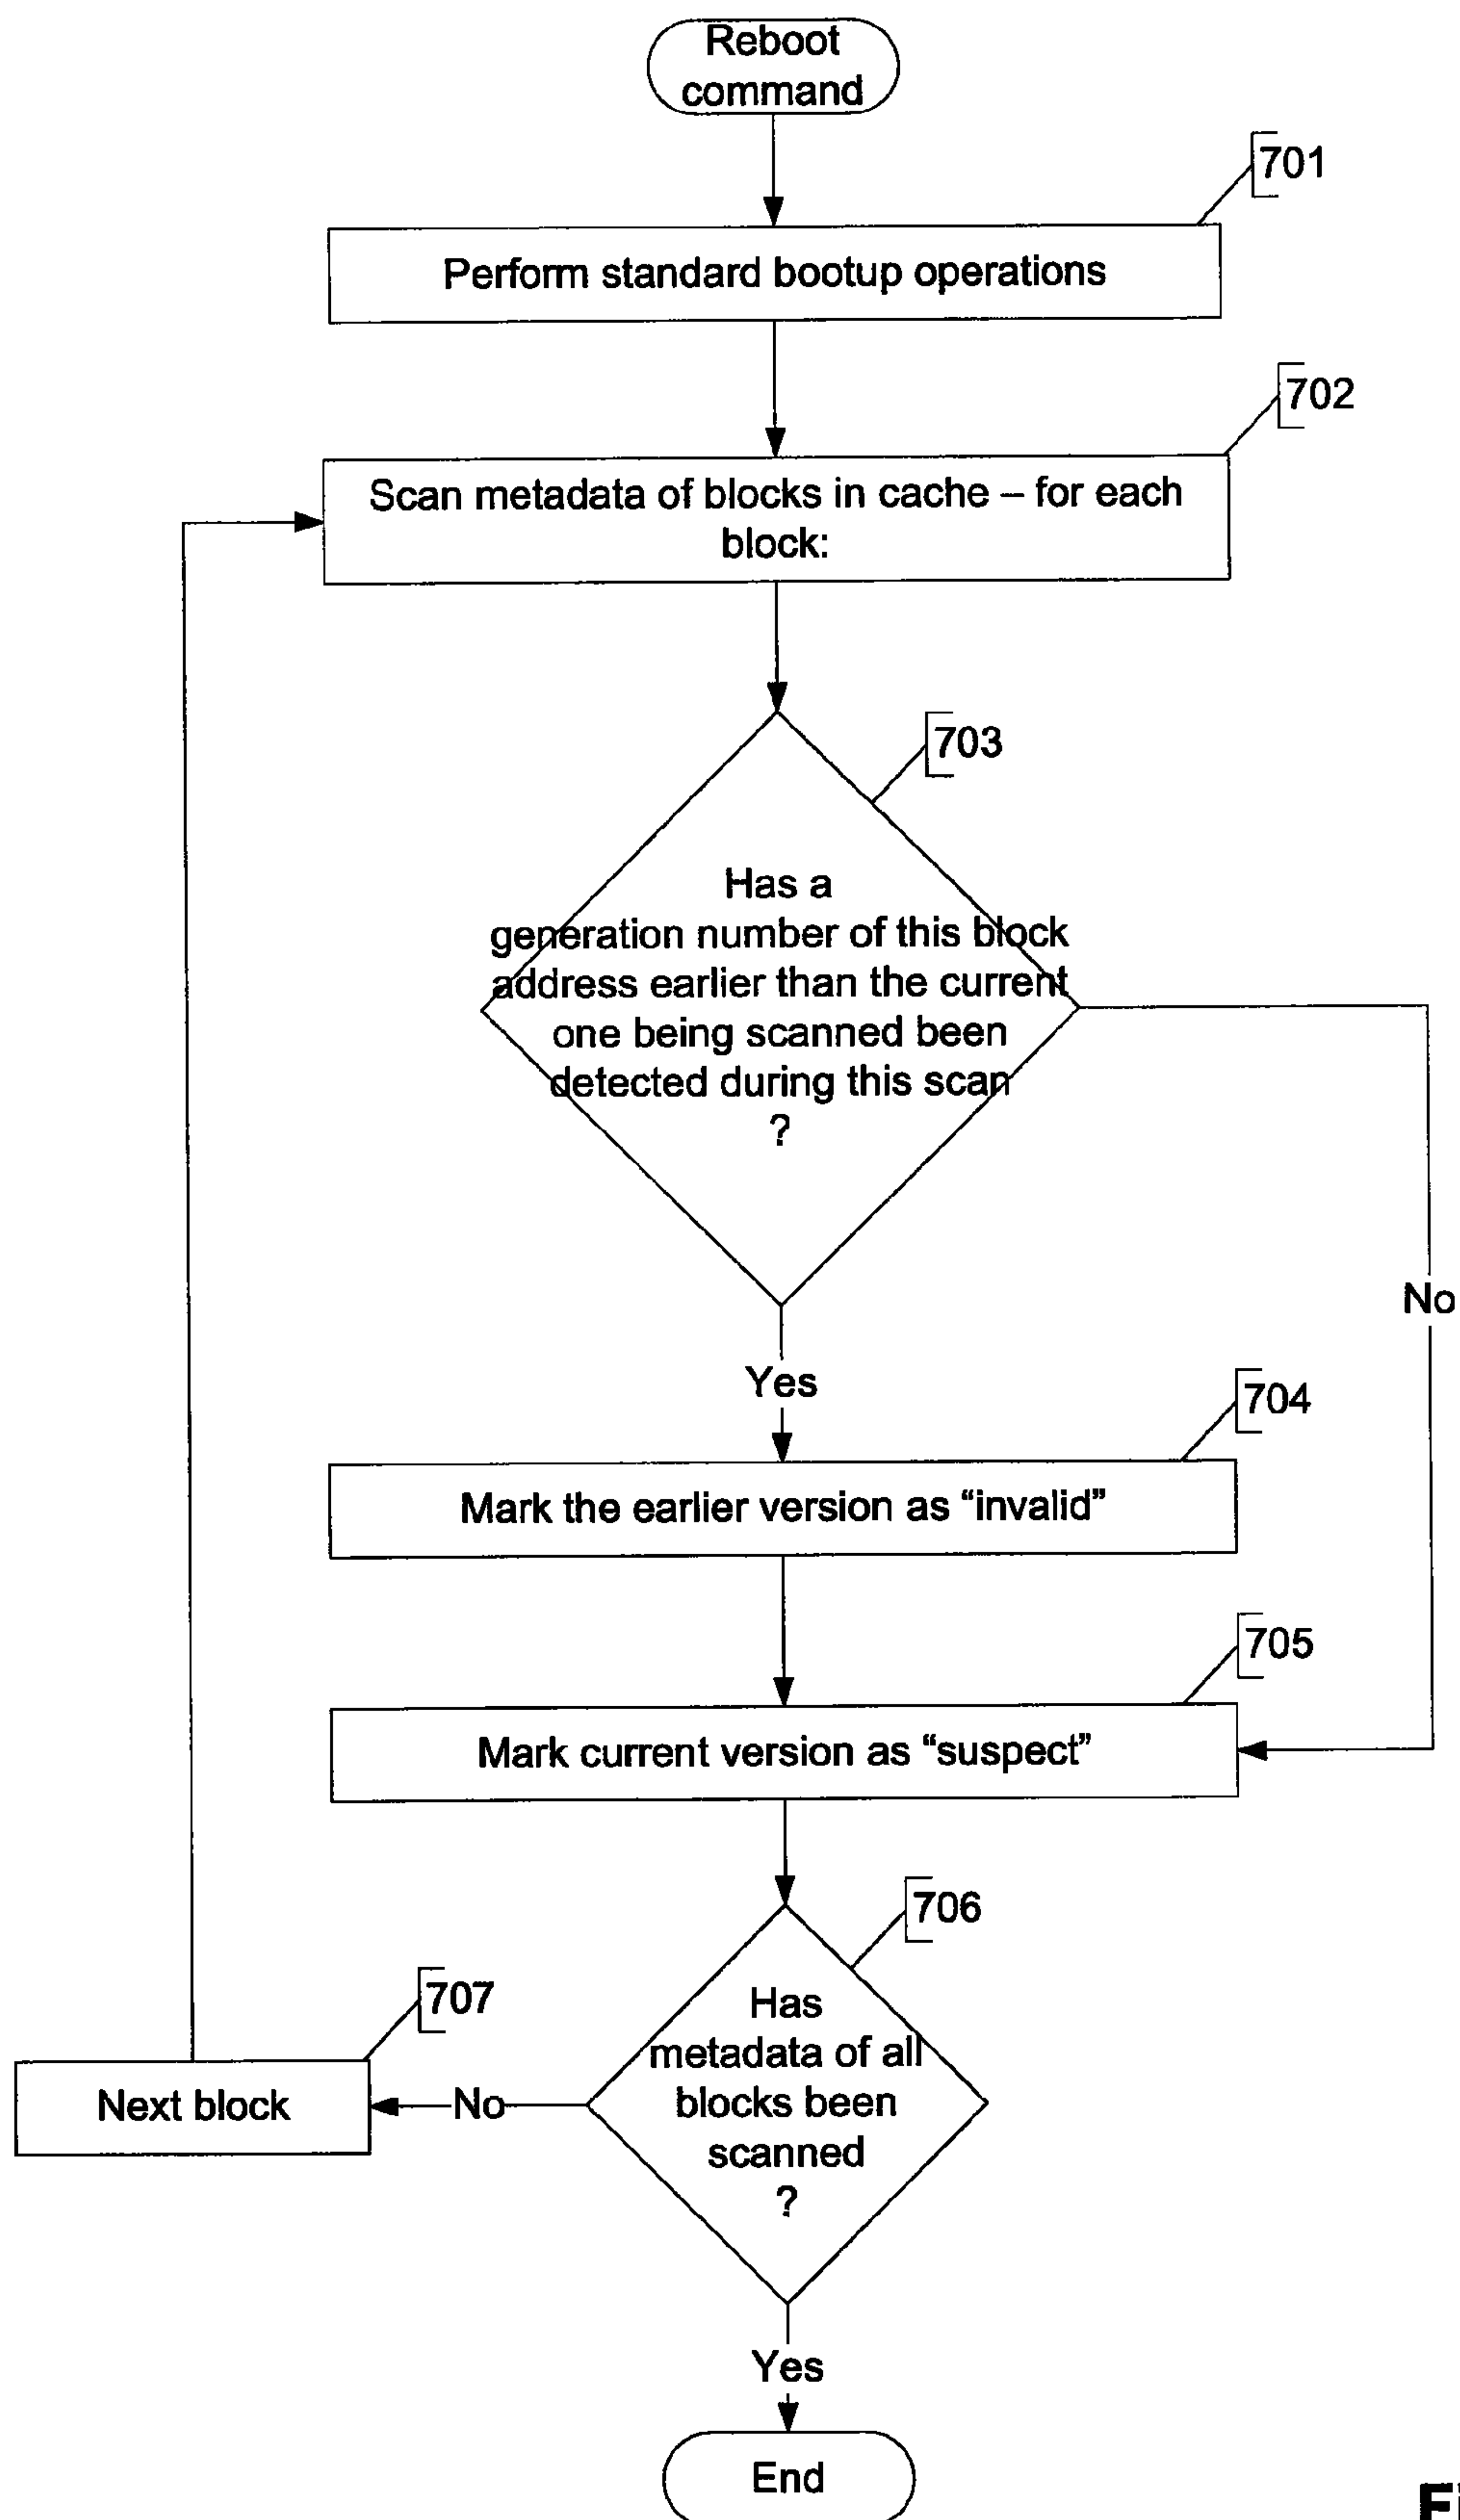 Reboot
command
701
Perform standard bootup operations
702
Scan metadata of blocks in cache – for each
block:
703
Has a
generation number of this block
address earlier than the current
one being scanned been
detected during this scan
?
No
Yes
704
Mark the earlier version as “invalid”
705
Mark current version as “suspect”
706
707
Has
metadata of all
blocks been
scanned
?
Next block
No
Yes
End